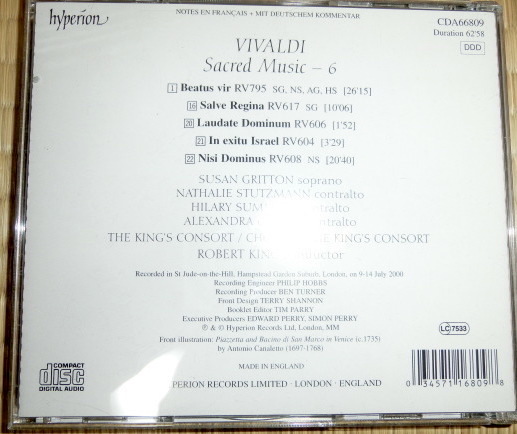 NOTES EN FRANÇAIS + MIT DEUTSCHEM KOMMENTAR
hyperion
CDA66809
Duration 62'58
DDD
VIVALDI
Sacred Music – 6
1 Beatus vir RV795 SG, NS, AG, HS [26'15]
16 Salve Regina RV617 SG [10'06]
20 Laudate Dominum RV606 [1'52]
21 In exitu Israel RV604 [3'29]
22 Nisi Dominus RV608 NS [20'40]
SUSAN GRITTON soprano
NATHALIE STUTZMANN contralto
HILARY contralto
ALEXANDRA contralto
THE KING'S CONSORT / KING'S CONSORT
ROBERT
Recorded in St Jude-on-the-Hill, Hampstead Garden Suburb, London, on 9-14 July 2000
Recording Engineer PHILIP HOBBS
Recording Producer BEN TURNER
Front Design TERRY SHANNON
Booklet Editor TIM PARRY
Executive Producers EDWARD PERRY, SIMON PERRY
℗ & © Hyperion Records Ltd, London, MM
LC 7533
Front illustration: Piazzetta and Bacino di San Marco in Venice (c.1735)
by Antonio Canaletto (1697-1768)
MADE IN ENGLAND
COMPACT
disc
DIGITAL AUDIO
PERION RECORDS LIMITED · LONDON · ENGLAND
0 34571 16809 8